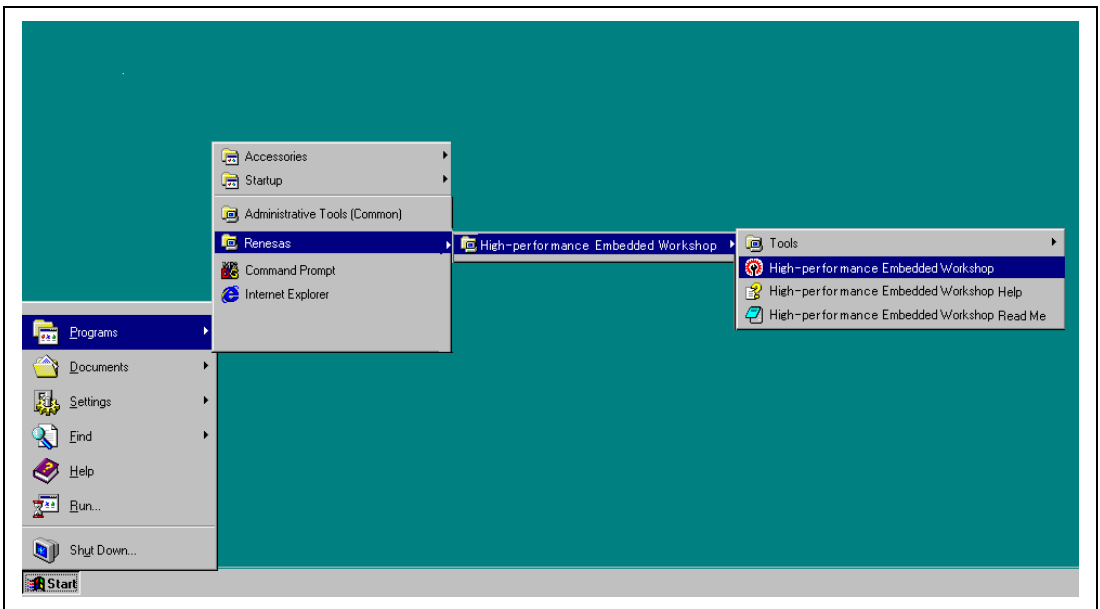 Accessories
Startup
Administrative Tools (Common)
Renesas
Command Prompt
Internet Explorer
High-performance Embedded Workshop
Tools
High-performance Embedded Workshop
High-performance Embedded Workshop Help
High-performance Embedded Workshop Read Me
Programs
Documents
Settings
Find
Help
Run...
Shut Down...
Start